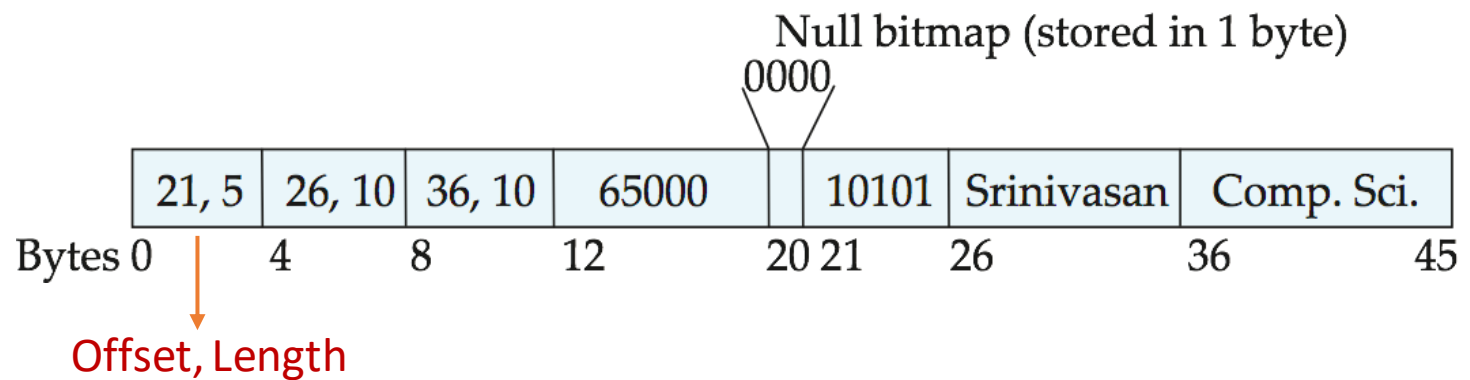 Null bitmap (stored in 1 byte)
0000
21, 5 26, 10 36, 10 65000 10101 Srinivasan Comp. Sci.
Bytes 0 4 8 12 20 21 26 36 45
Offset, Length